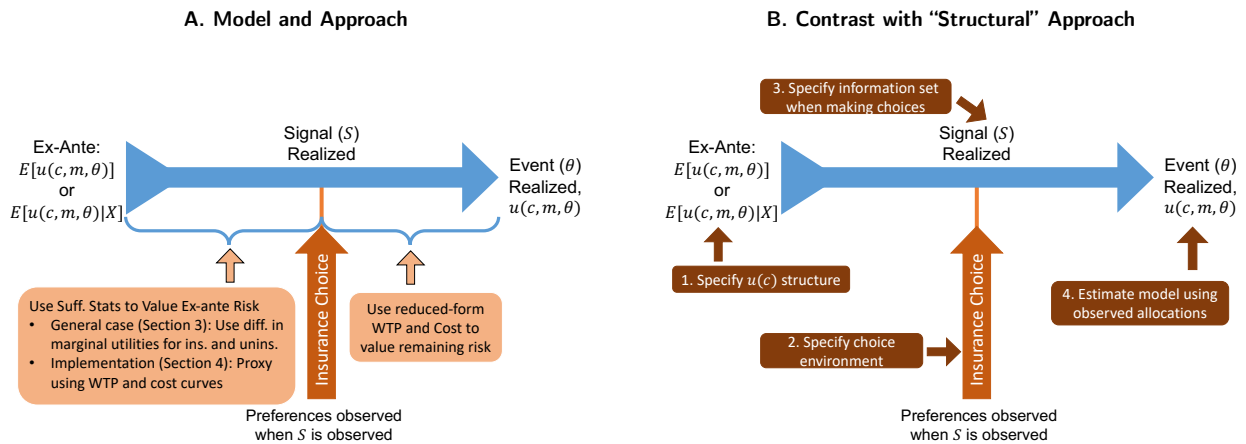 A. Model and Approach
Ex-Ante:
E[u(c, m, θ)]
or
E[u(c, m, θ)|X]
Signal (S)
Realized
Event (θ)
Realized,
u(c, m, θ)
Use Suff. Stats to Value Ex-ante Risk
• General case (Section 3): Use diff. in
marginal utilities for ins. and unins.
• Implementation (Section 4): Proxy
using WTP and cost curves
Insurance Choice
Use reduced-form
WTP and Cost to
value remaining risk
Preferences observed
when S is observed
B. Contrast with “Structural” Approach
3. Specify information set
when making choices
Ex-Ante:
E[u(c, m, θ)]
or
E[u(c, m, θ)|X]
Signal (S)
Realized
Event (θ)
Realized,
u(c, m, θ)
1. Specify u(c) structure
2. Specify choice
environment
Insurance Choice
4. Estimate model using
observed allocations
Preferences observed
when S is observed